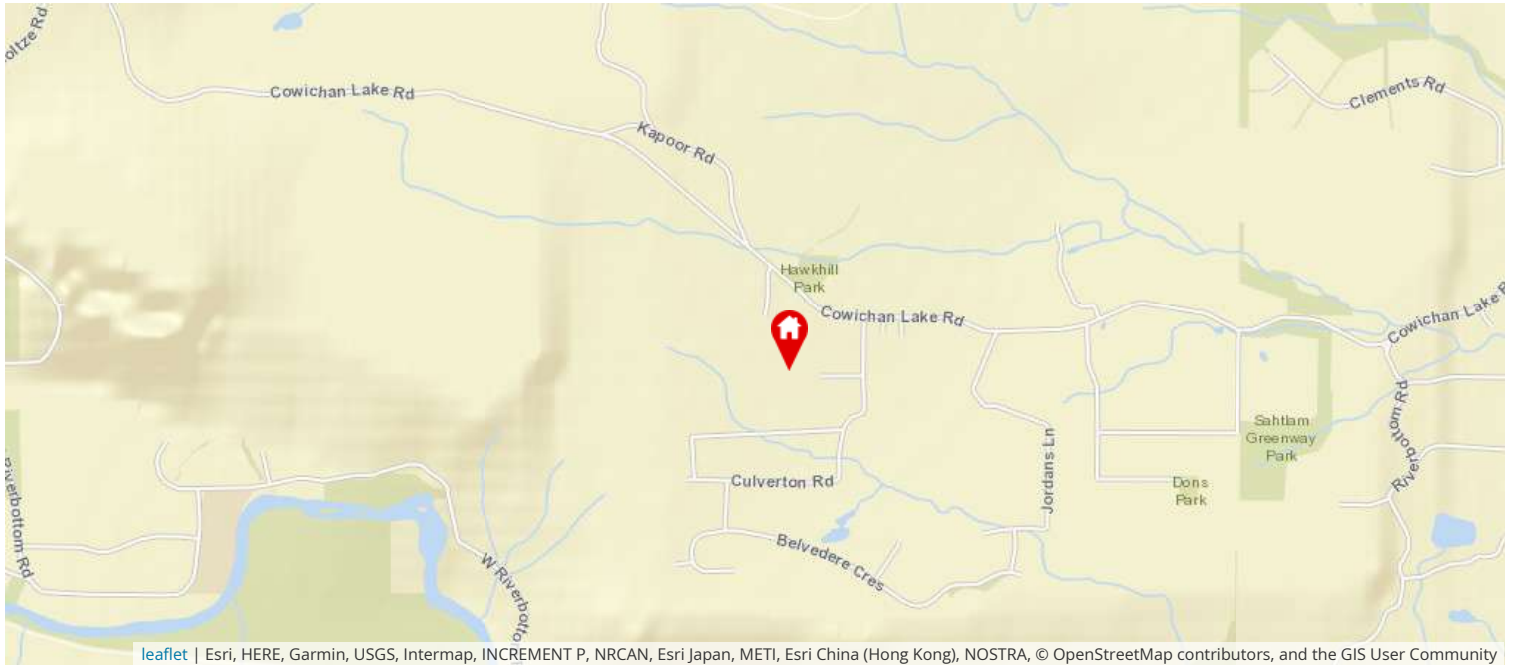 oltze Rd
Cowichan Lake Rd
Clements Rd
Kapoor Rd
Hawkhill
Park
Cowichan Lake Rd
Cowichan Lake R
Riverbottom Rd
Sahtlam
Greenway
Park
Jordans Ln
Culverton Rd
Dons
Park
Riverbottom Rd
Belvedere Cres
W Riverbotto
leaflet | Esri, HERE, Garmin, USGS, Intermap, INCREMENT P, NRCAN, Esri Japan, METI, Esri China (Hong Kong), NOSTRA, © OpenStreetMap contributors, and the GIS User Community